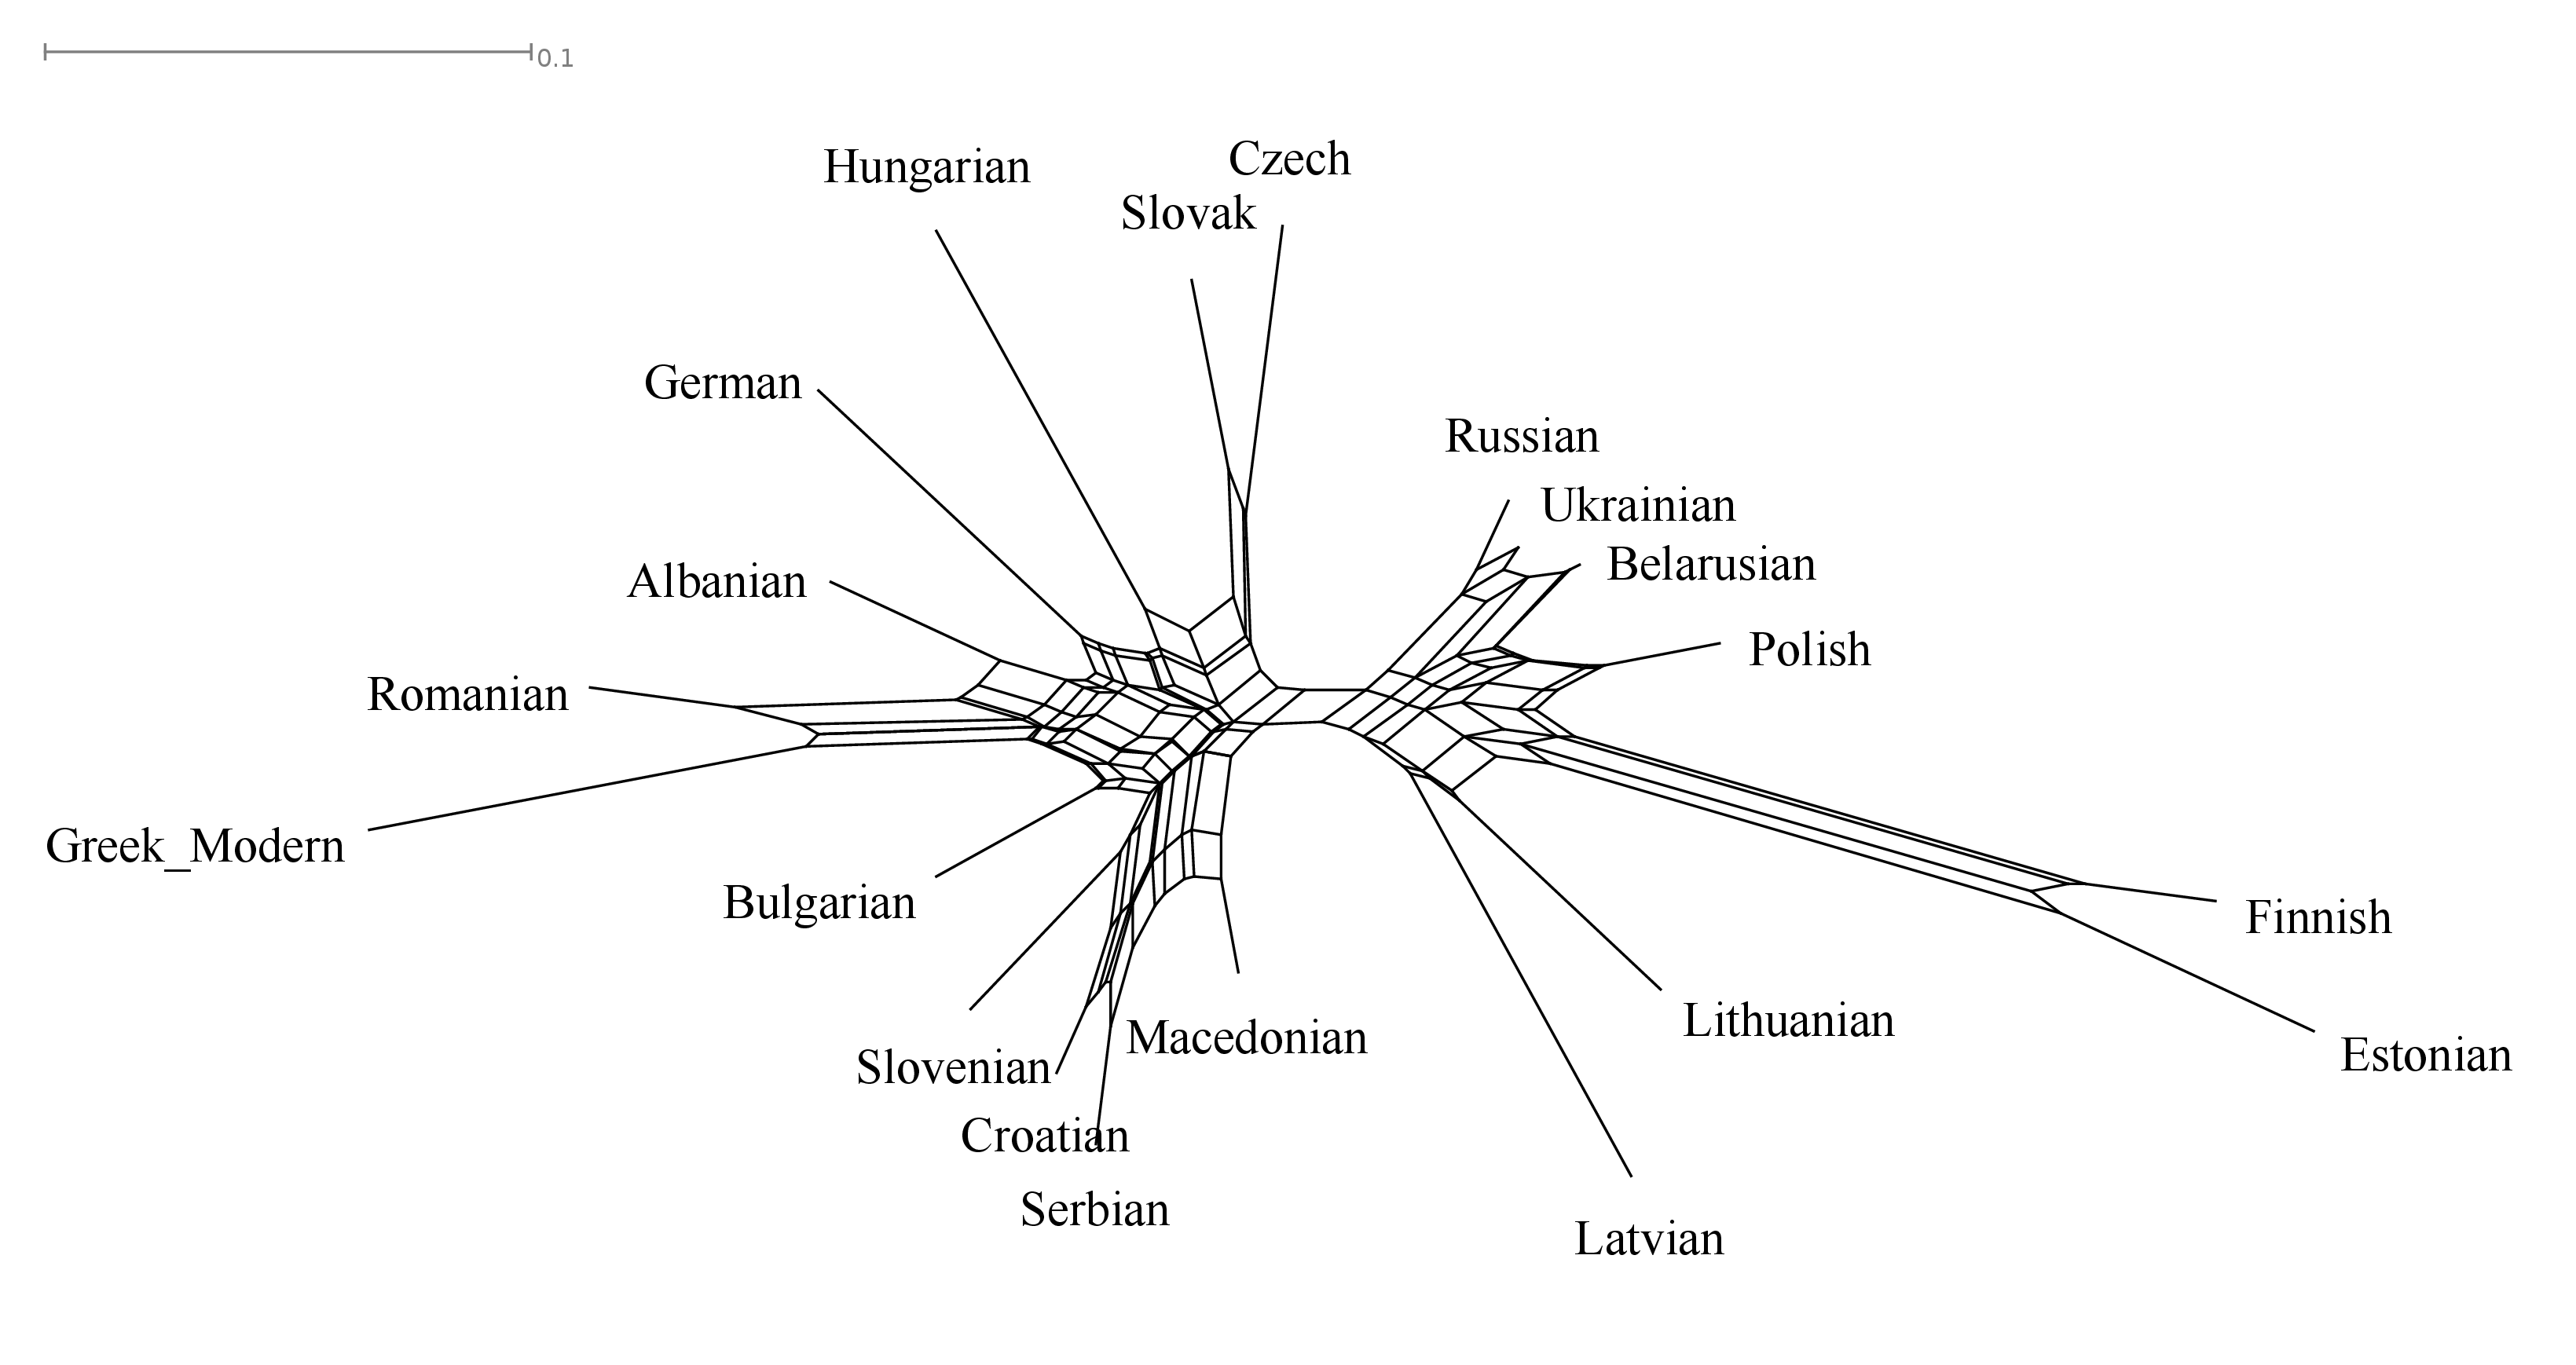 0.1
Czech
Hungarian
Slovak
German
Russian
Ukrainian
Belarusian
Albanian
Polish
Romanian
Greek_Modern
Bulgarian
Finnish
Lithuanian
Macedonian
Estonian
Slovenian
Croatian
Serbian
Latvian